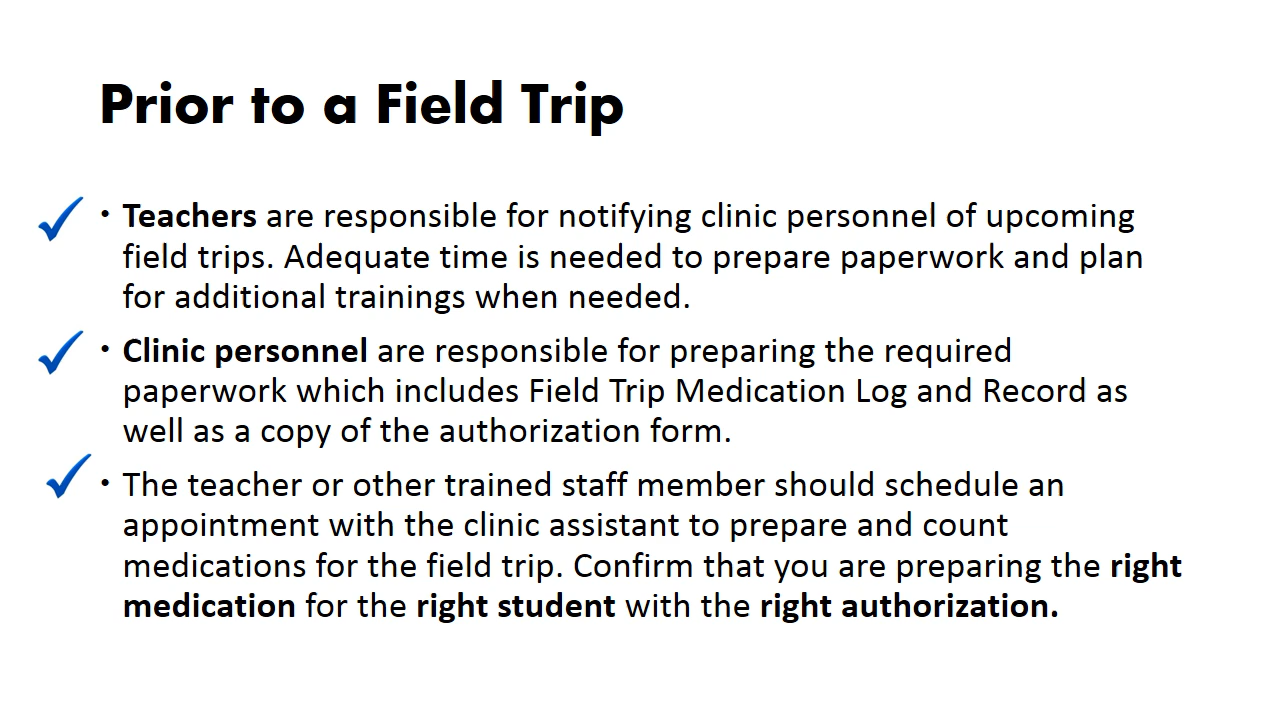 Prior to a Field Trip
• Teachers are responsible for notifying clinic personnel of upcoming
field trips. Adequate time is needed to prepare paperwork and plan
for additional trainings when needed.
• Clinic personnel are responsible for preparing the required
paperwork which includes Field Trip Medication Log and Record as
well as a copy of the authorization form.
• The teacher or other trained staff member should schedule an
appointment with the clinic assistant to prepare and count
medications for the field trip. Confirm that you are preparing the right
medication for the right student with the right authorization.